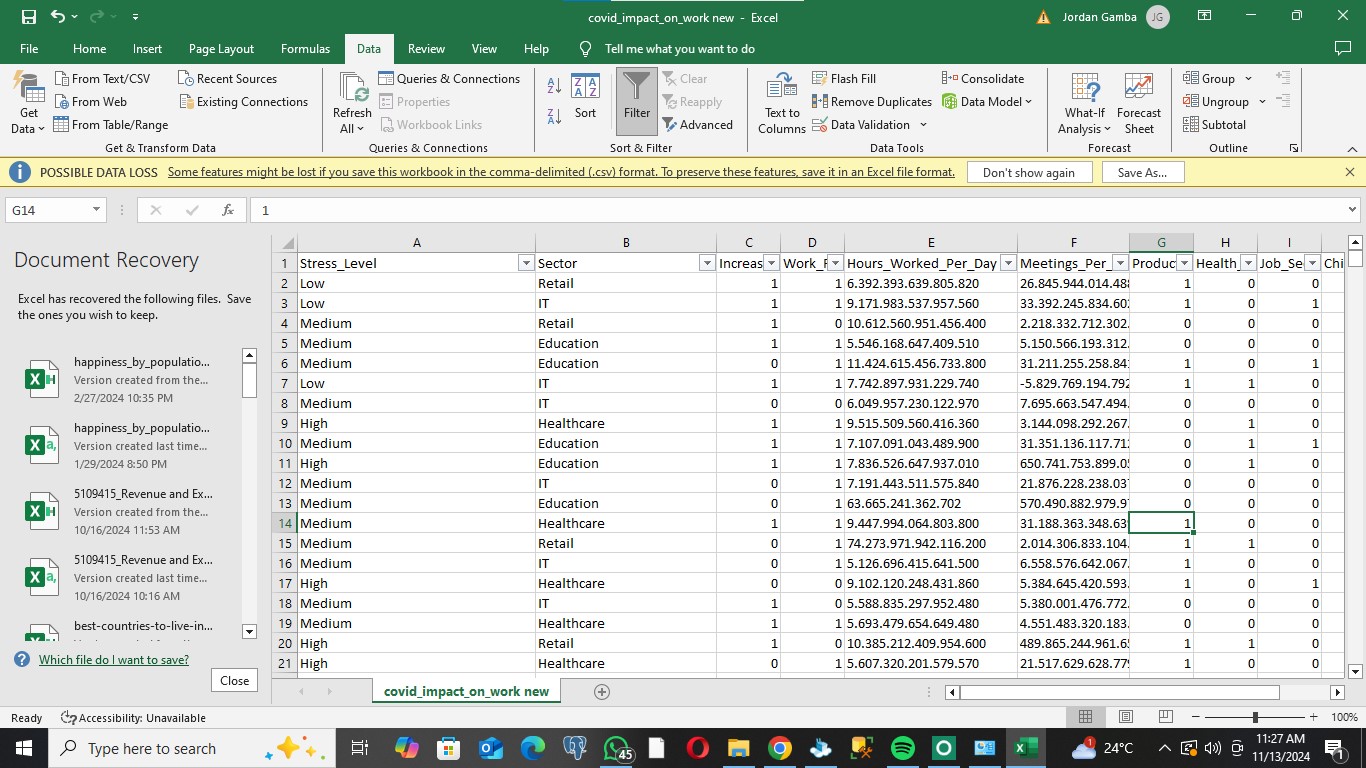 covid_impact_on_work new - Excel
Jordan Gamba JG
File Home Insert Page Layout Formulas Data Review View Help Tell me what you want to do
Get Data
From Text/CSV
From Web
From Table/Range
Recent Sources
Existing Connections
Get & Transform Data
Refresh All
Queries & Connections
Properties
Workbook Links
Queries & Connections
Sort
Filter
Clear
Reapply
Advanced
Sort & Filter
Text to Columns
Flash Fill
Remove Duplicates
Data Validation
Consolidate
Data Model
Data Tools
What-If Analysis
Forecast Sheet
Forecast
Group
Ungroup
Subtotal
Outline
POSSIBLE DATA LOSS Some features might be lost if you save this workbook in the comma-delimited (.csv) format. To preserve these features, save it in an Excel file format. Don't show again Save As...
G14 fx 1
Document Recovery
Excel has recovered the following files. Save
the ones you wish to keep.
happiness_by_populatio...
Version created from the...
2/27/2024 10:35 PM
happiness_by_populatio...
Version created last time...
1/29/2024 8:50 PM
5109415_Revenue and Ex...
Version created from the...
10/16/2024 11:53 AM
5109415_Revenue and Ex...
Version created last time...
10/16/2024 10:16 AM
best-countries-to-live-in...
Which file do I want to save?
Close
A B C D E F G H I
1 Stress_Level Sector Increas Work_F Hours_Worked_Per_Day Meetings_Per_ Produc Health_ Job_Se Chi
2 Low Retail 1 1 6.392.393.639.805.820 26.845.944.014.48 1 0 0
3 Low IT 1 1 9.171.983.537.957.560 33.392.245.834.60 1 0 1
4 Medium Retail 1 0 10.612.560.951.456.400 2.218.332.712.302. 0 0 0
5 Medium Education 1 1 5.546.168.647.409.510 5.150.566.193.312. 0 0 0
6 Medium Education 0 1 11.424.615.456.733.800 31.211.255.258.84 1 0 1
7 Low IT 1 1 7.742.897.931.229.740 -5.829.769.194.792 1 1 0
8 Medium IT 0 0 6.049.957.230.122.970 7.695.663.547.494. 0 0 0
9 High Healthcare 1 1 9.515.509.560.416.360 3.144.098.292.267. 0 1 0
10 Medium Education 0 1 7.107.091.043.489.900 31.351.136.117.71 0 1 1
11 High Education 1 1 7.836.526.647.937.010 650.741.753.899.0 0 1 0
12 Medium IT 0 1 7.191.443.511.575.840 21.876.228.238.03 1 0 0
13 Medium Education 0 1 63.665.241.362.702 570.490.882.979.9 0 0 0
14 Medium Healthcare 1 1 9.447.994.064.803.800 31.188.363.348.63 1 0 0
15 Medium Retail 0 1 74.273.971.942.116.200 2.014.306.833.104. 1 1 0
16 Medium IT 0 1 5.126.696.415.641.500 6.558.576.642.067. 1 0 0
17 High Healthcare 0 0 9.102.120.248.431.860 5.384.645.420.593. 1 0 1
18 Medium IT 1 0 5.588.835.297.952.480 5.380.001.476.772. 0 0 0
19 Medium Healthcare 1 1 5.693.479.654.649.480 4.551.483.320.183. 0 0 0
20 High Retail 1 0 10.385.212.409.954.600 489.865.244.961.6 1 1 0
21 High Healthcare 0 1 5.607.320.201.579.570 21.517.629.628.77 1 0 0
covid_impact_on_work new
Ready Accessibility: Unavailable 100%
Type here to search 45 24°C 11:27 AM
11/13/2024 1